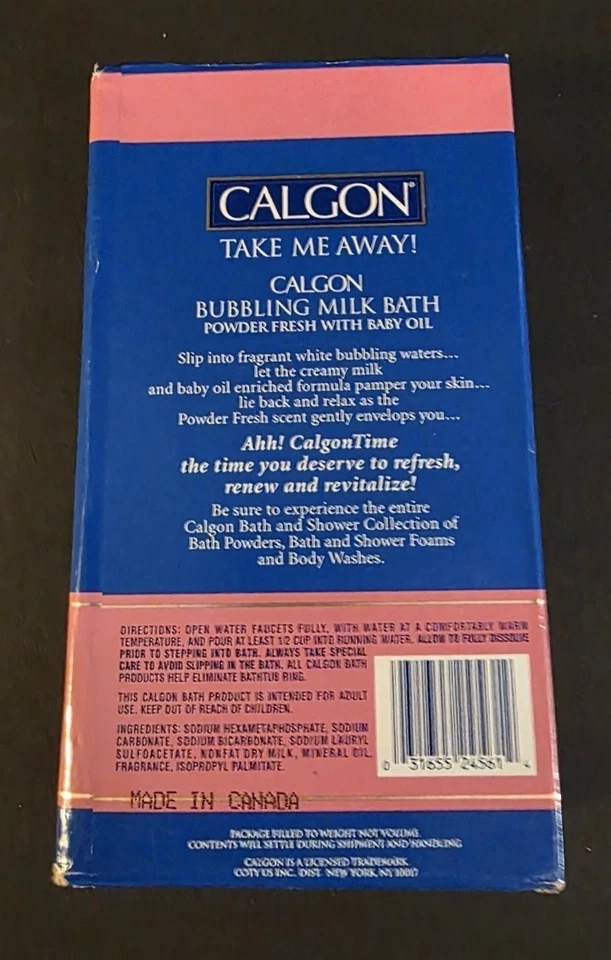 CALGON®
TAKE ME AWAY!
CALGON
BUBBLING MILK BATH
POWDER FRESH WITH BABY OIL
Slip into fragrant white bubbling waters...
let the creamy milk
and baby oil enriched formula pamper your skin...
lie back and relax as the
Powder Fresh scent gently envelops you...
Ahh! CalgonTime
the time you deserve to refresh,
renew and revitalize!
Be sure to experience the entire
Calgon Bath and Shower Collection of
Bath Powders, Bath and Shower Foams
and Body Washes.
DIRECTIONS: OPEN WATER FAUCETS FULLY, WITH WATER AT A COMFORTABLY WARM
TEMPERATURE, AND POUR AT LEAST 1/2 CUP INTO RUNNING WATER. ALLOW TO FULLY DISSOLVE
PRIOR TO STEPPING INTO BATH. ALWAYS TAKE SPECIAL
CARE TO AVOID SLIPPING IN THE BATH. ALL CALGON BATH
PRODUCTS HELP ELIMINATE BATHTUB RING.
THIS CALGON BATH PRODUCT IS INTENDED FOR ADULT
USE. KEEP OUT OF REACH OF CHILDREN.
INGREDIENTS: SODIUM HEXAMETAPHOSPHATE, SODIUM
CARBONATE, SODIUM BICARBONATE, SODIUM LAURYL
SULFOACETATE, NONFAT DRY MILK, MINERAL OIL,
FRAGRANCE, ISOPROPYL PALMITATE.
0 31655 24561 4
MADE IN CANADA
PACKAGE FILLED TO WEIGHT NOT VOLUME.
CONTENTS WILL SETTLE DURING SHIPMENT AND HANDLING.
CALGON IS A LICENSED TRADEMARK.
COTY US INC. DIST. NEW YORK, NY 10017